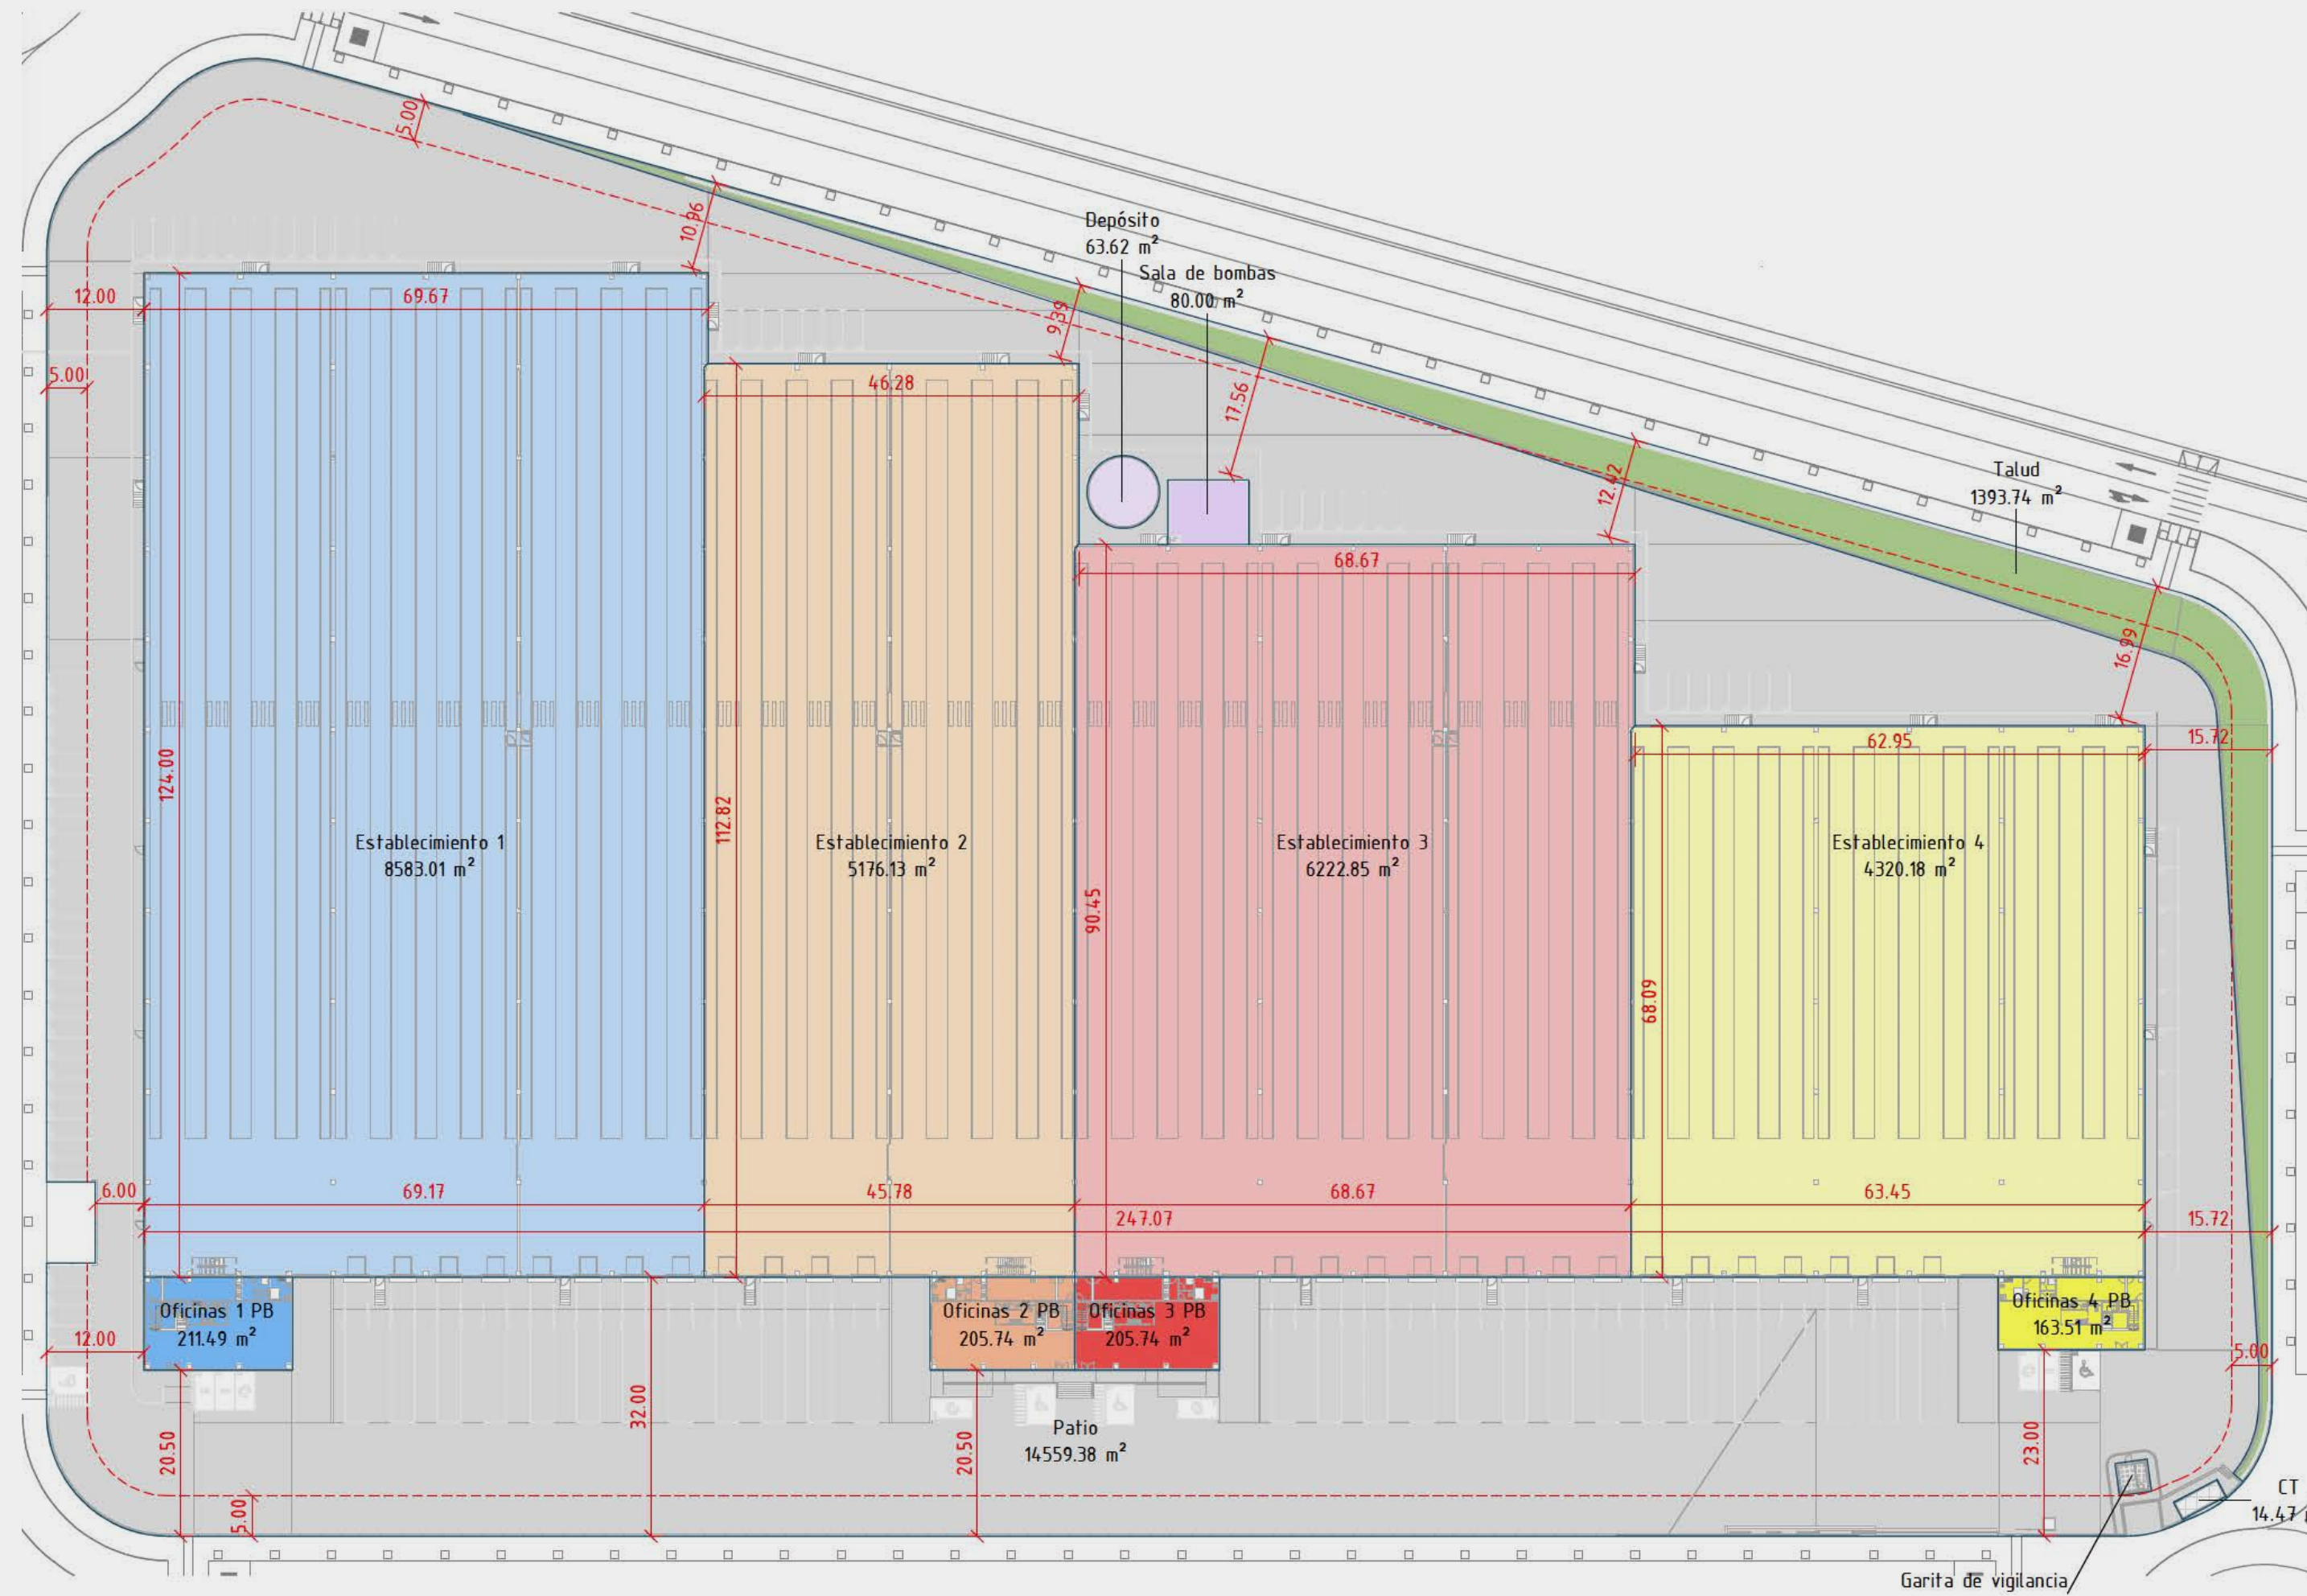 5.00
10.96
Depósito
63.62 m²
Sala de bombas
80.00 m²
12.00
69.67
9.39
5.00
46.28
17.56
12.42
Talud
1393.74 m²
68.67
16.99
62.95
15.72
124.00
112.82
Establecimiento 1
8583.01 m²
Establecimiento 2
5176.13 m²
Establecimiento 3
6222.85 m²
Establecimiento 4
4320.18 m²
90.45
68.09
6.00
69.17
45.78
68.67
63.45
247.07
15.72
Oficinas 1 PB
211.49 m²
Oficinas 2 PB
205.74 m²
Oficinas 3 PB
205.74 m²
Oficinas 4 PB
163.51 m²
12.00
5.00
32.00
20.50
20.50
Patio
14559.38 m²
23.00
5.00
CT
14.47
Garita de vigilancia